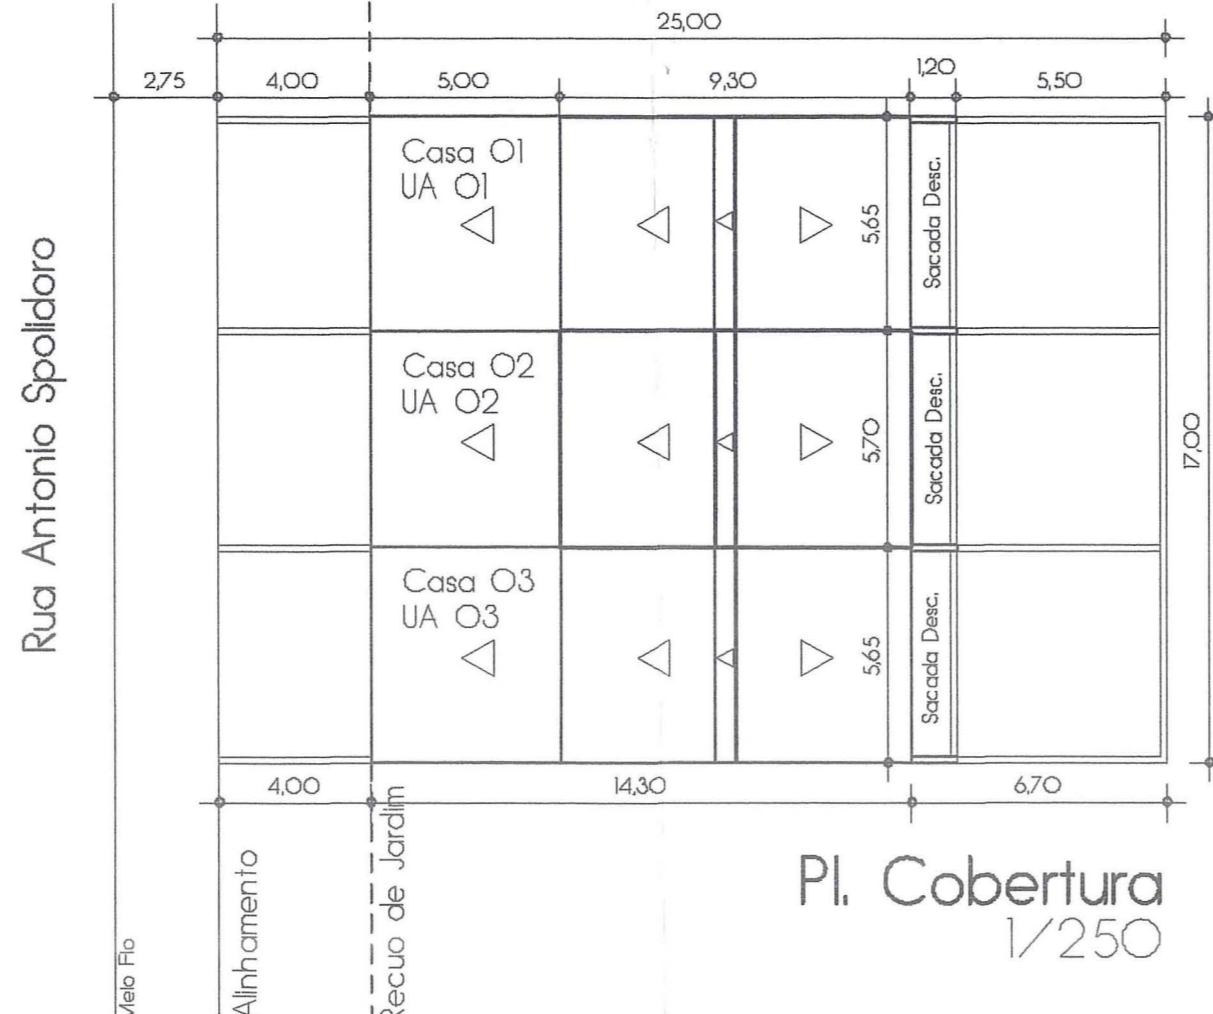 25,00
2,75
4,00
5,00
9,30
1,20
5,50
Casa 01
UA 01
5,65
Sacada Desc.
Rua Antonio Spolidoro
Casa 02
UA 02
5,70
Sacada Desc.
17,00
Casa 03
UA 03
5,65
Sacada Desc.
4,00
14,30
6,70
Recuo de Jardim
Alinhamento
Meio Fio
Pl. Cobertura
1/250